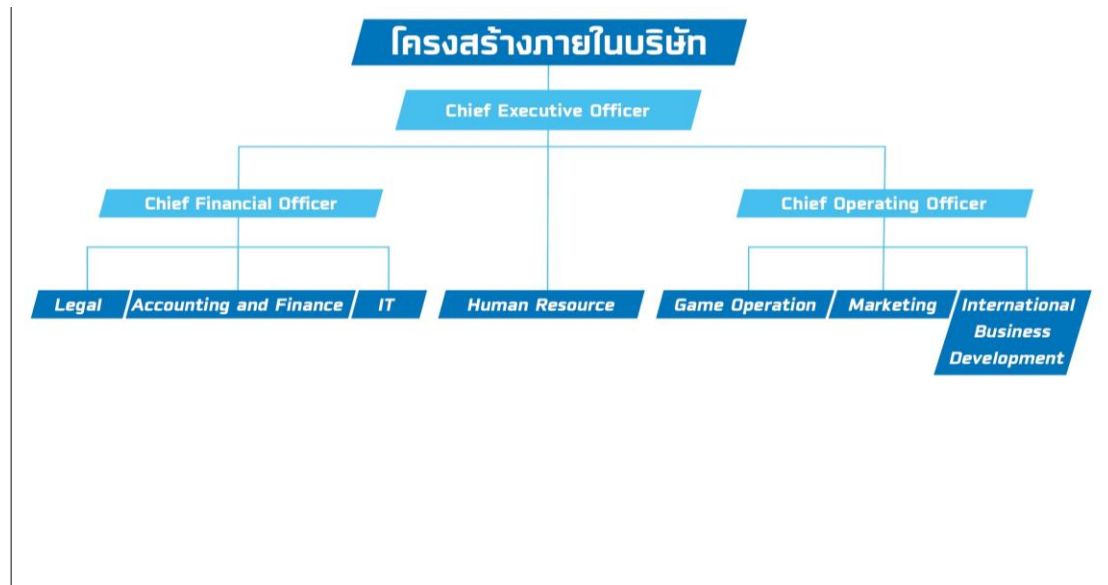 โครงสร้างภายในบริษัท
Chief Executive Officer
Chief Financial Officer
Chief Operating Officer
Legal
Accounting and Finance
IT
Human Resource
Game Operation
Marketing
International
Business
Development